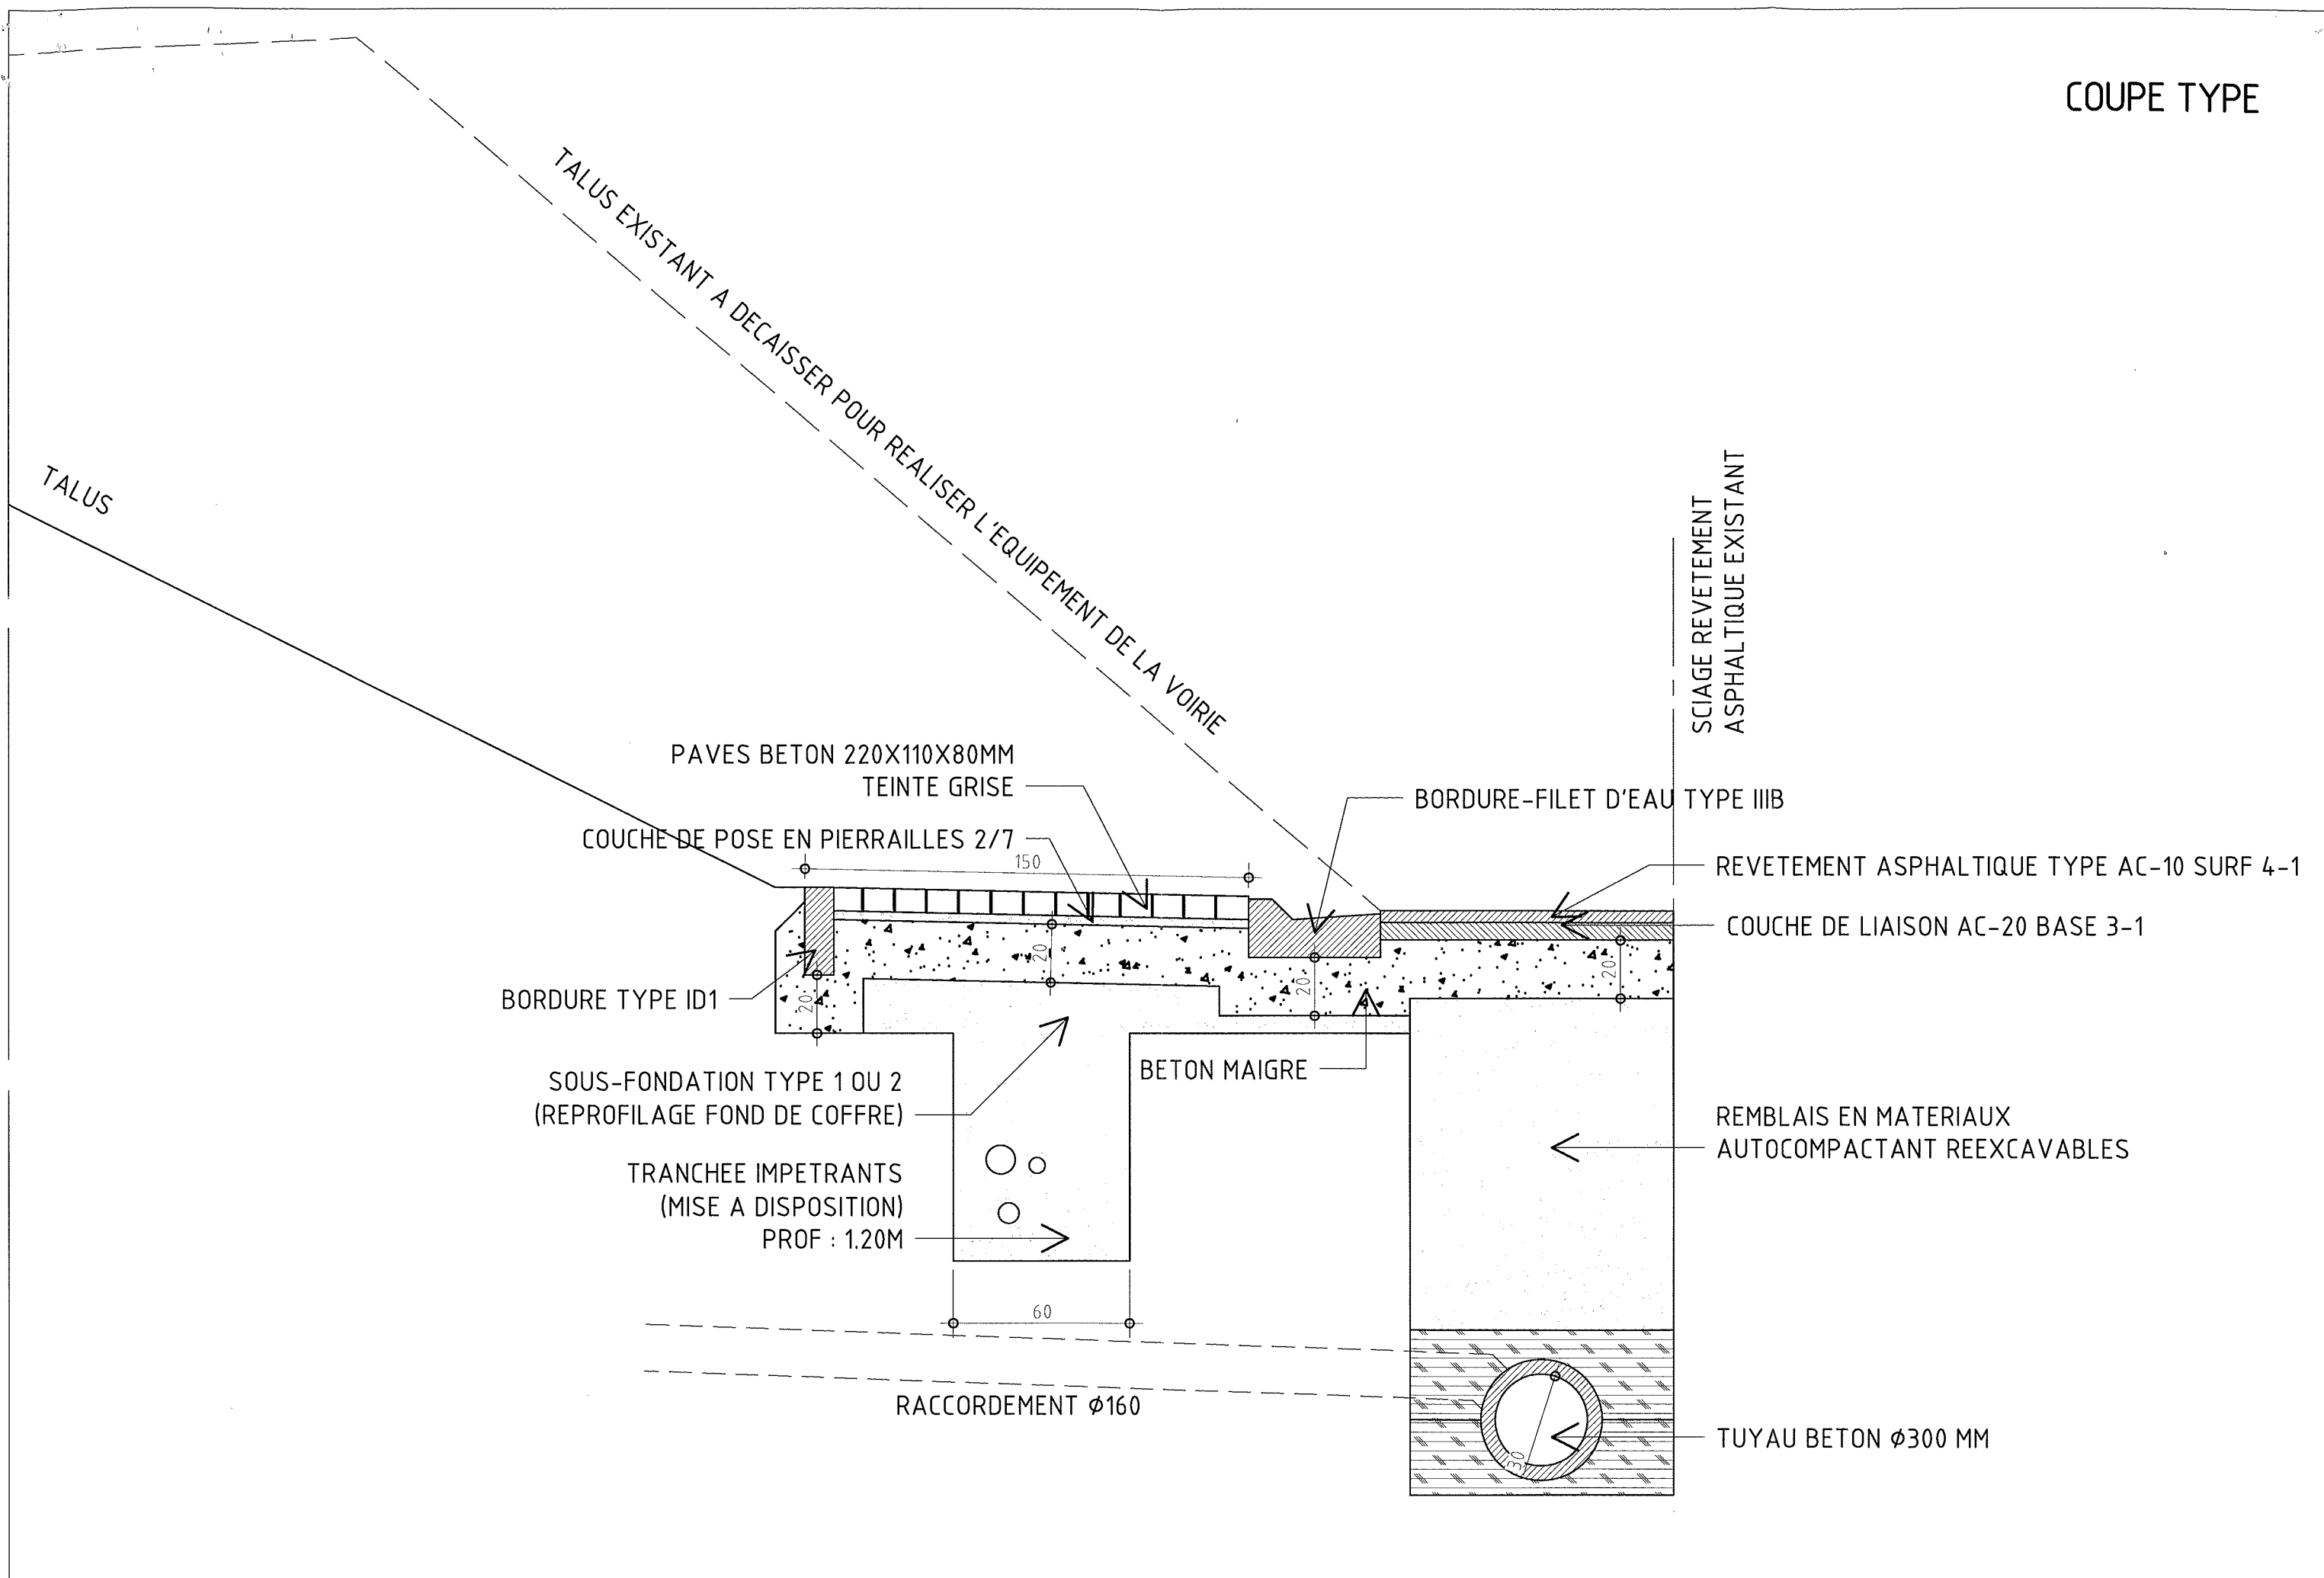 COUPE TYPE
TALUS EXISTANT A DECAISSER POUR REALISER L'EQUIPEMENT DE LA VOIRIE
TALUS
SCIAGE REVETEMENT
ASPHALTIQUE EXISTANT
PAVES BETON 220X110X80MM
TEINTE GRISE
BORDURE-FILET D'EAU TYPE IIIB
COUCHE DE POSE EN PIERRAILLES 2/7
150
REVETEMENT ASPHALTIQUE TYPE AC-10 SURF 4-1
COUCHE DE LIAISON AC-20 BASE 3-1
20
20
20
20
BORDURE TYPE ID1
BETON MAIGRE
SOUS-FONDATION TYPE 1 OU 2
(REPROFILAGE FOND DE COFFRE)
REMBLAIS EN MATERIAUX
AUTOCOMPACTANT REEXCAVABLES
TRANCHEE IMPETRANTS
(MISE A DISPOSITION)
PROF : 1.20M
60
RACCORDEMENT ϕ160
TUYAU BETON ϕ300 MM
30